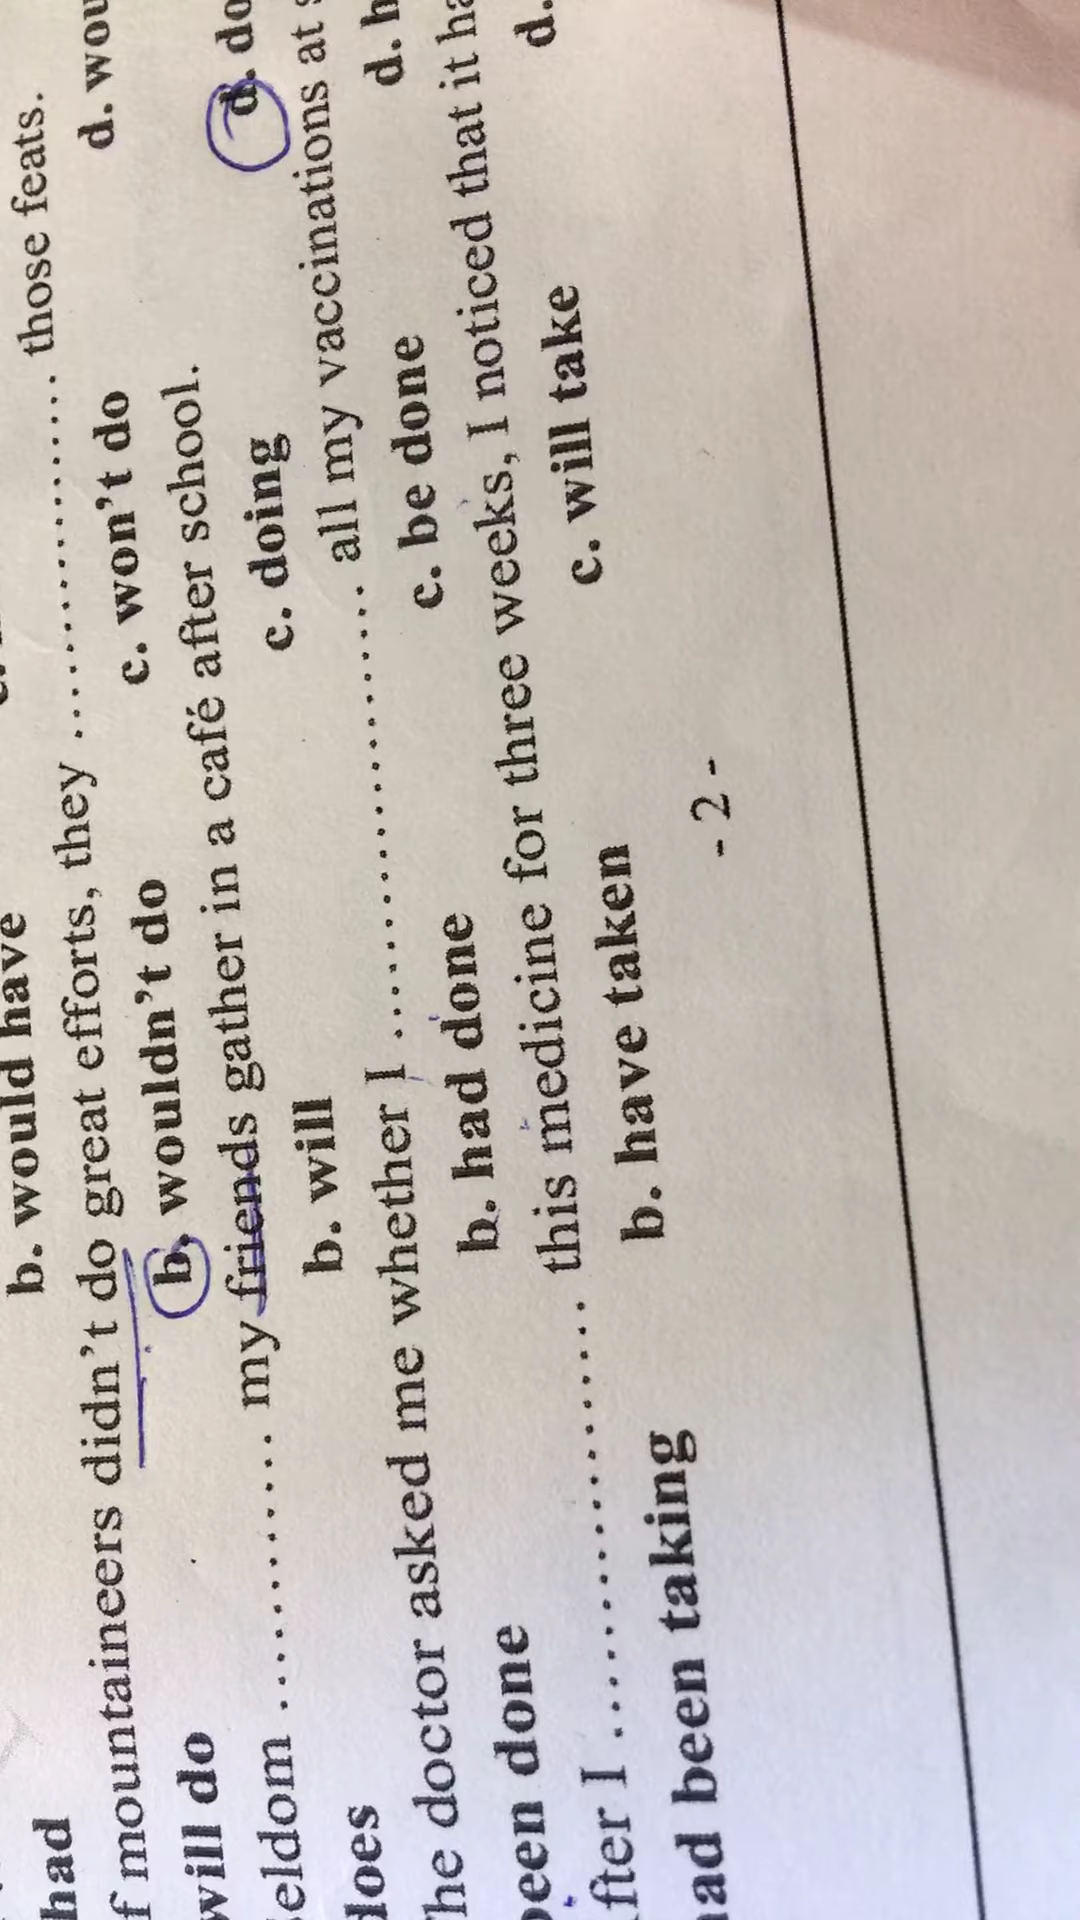 had b. would have
f mountaineers didn't do great efforts, they .................... those feats.
will do b. wouldn't do c. won't do d. wou
eldom .................... my friends gather in a café after school.
does b. will c. doing d. do
he doctor asked me whether I .................... all my vaccinations at
een done b. had done c. be done d. h
fter I .................... this medicine for three weeks, I noticed that it ha
ad been taking b. have taken c. will take d.
- 2 -